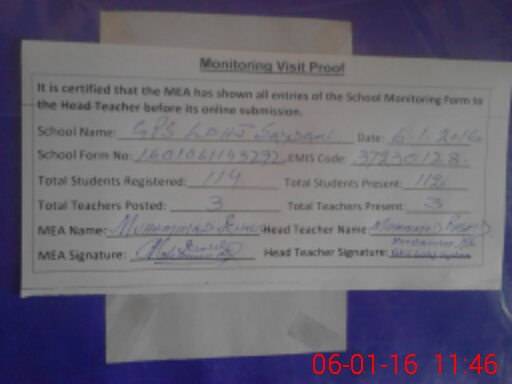 Monitoring Visit Proof
It is certified that the MEA has shown all entries of the School Monitoring Form to
the Head Teacher before its online submission.
School Name: GPS LOHI SAYDAN Date: 6-1-2016
School Form No: EMIS Code: 37230128
Total Students Registered: 114 Total Students Present: 112
Total Teachers Posted: 3 Total Teachers Present: 3
MEA Name: Muhammad Head Teacher Name Muhammad
MEA Signature: Head Teacher Signature:
06-01-16 11:46